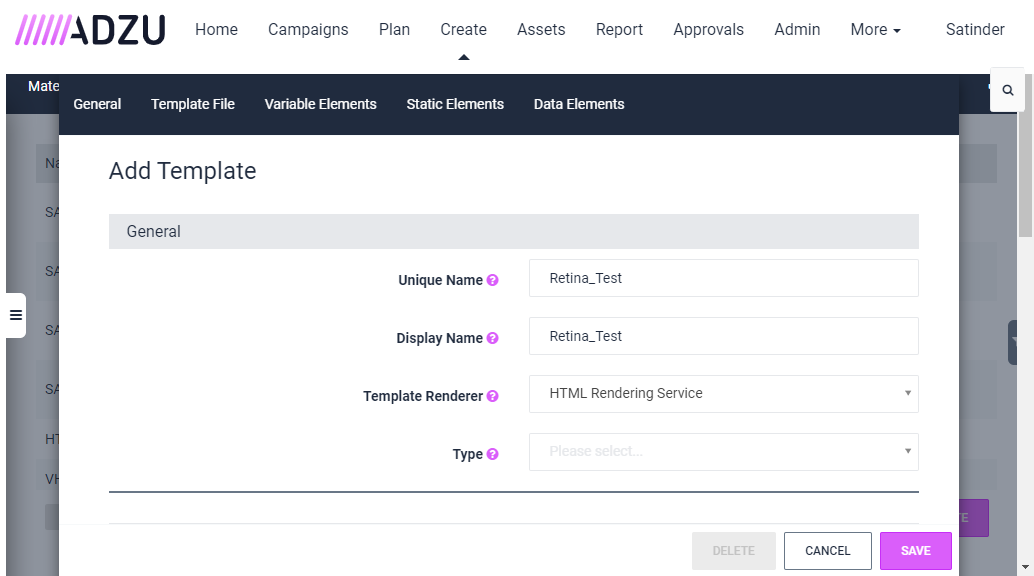 ADZU Home Campaigns Plan Create Assets Report Approvals Admin More Satinder
Mate
General Template File Variable Elements Static Elements Data Elements
Na
Add Template
SA
General
SA
Unique Name ? Retina_Test
SA
Display Name ? Retina_Test
SA
Template Renderer ? HTML Rendering Service
HT
Type ? Please select...
VH
TE
DELETE CANCEL SAVE